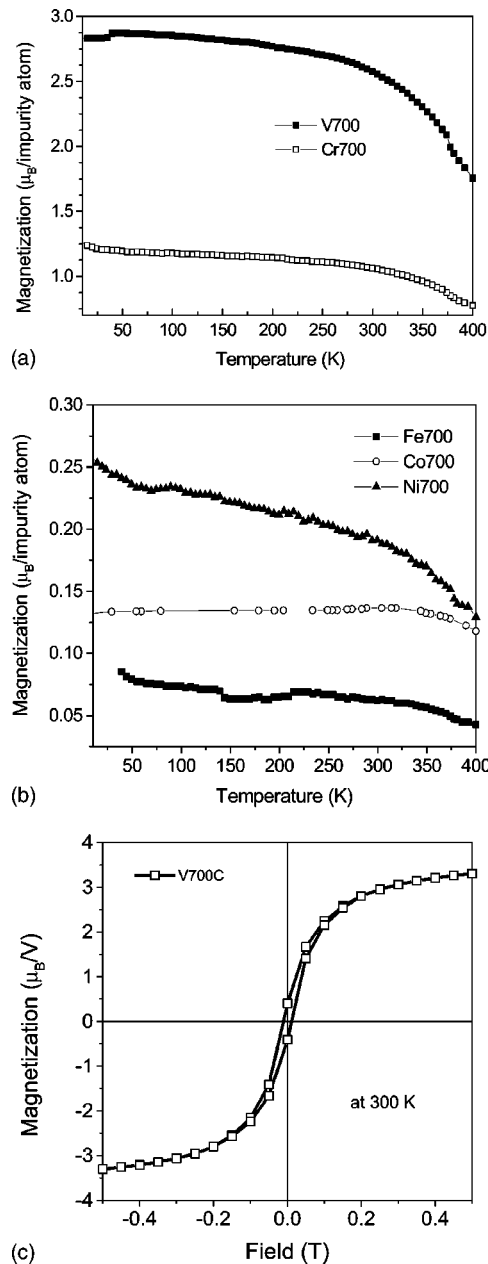 3.0
2.5
2.0
1.5
1.0
Magnetization (μB/impurity atom)
V700
Cr700
50 100 150 200 250 300 350 400
Temperature (K)
(a)
0.30
0.25
0.20
0.15
0.10
0.05
Magnetization (μB/impurity atom)
Fe700
Co700
Ni700
50 100 150 200 250 300 350 400
Temperature (K)
(b)
4
3
2
1
0
-1
-2
-3
-4
Magnetization (μB/V)
V700C
at 300 K
-0.4 -0.2 0.0 0.2 0.4
Field (T)
(c)